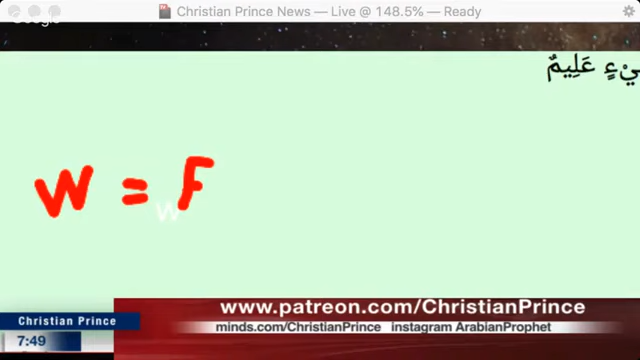 Christian Prince News — Live @ 148.5% — Ready
Google
عَلِيمٌ
W = F
W
www.patreon.com/ChristianPrince
Christian Prince
minds.com/ChristianPrince instagram ArabianProphet
7:49